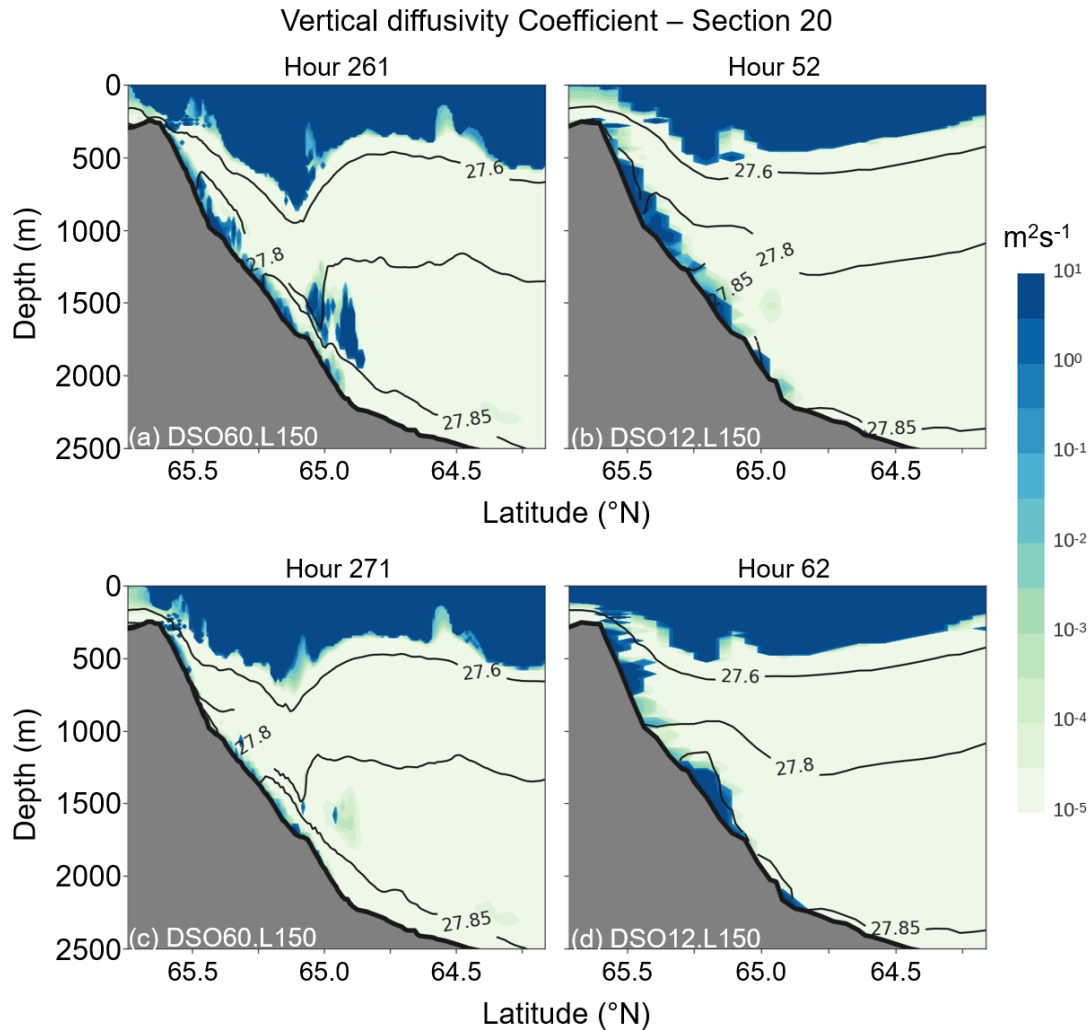 Vertical diffusivity Coefficient – Section 20
Hour 261
Hour 52
0
500
1000
1500
2000
2500
Depth (m)
27.6
27.8
27.85
(a) DSO60.L150
65.5
65.0
64.5
Latitude (°N)
27.6
27.8
27.85
27.85
(b) DSO12.L150
65.5
65.0
64.5
Latitude (°N)
m²s⁻¹
10¹
10⁰
10⁻¹
10⁻²
10⁻³
10⁻⁴
10⁻⁵
Hour 271
Hour 62
0
500
1000
1500
2000
2500
Depth (m)
27.6
27.8
27.85
(c) DSO60.L150
65.5
65.0
64.5
Latitude (°N)
27.6
27.8
27.85
(d) DSO12.L150
65.5
65.0
64.5
Latitude (°N)